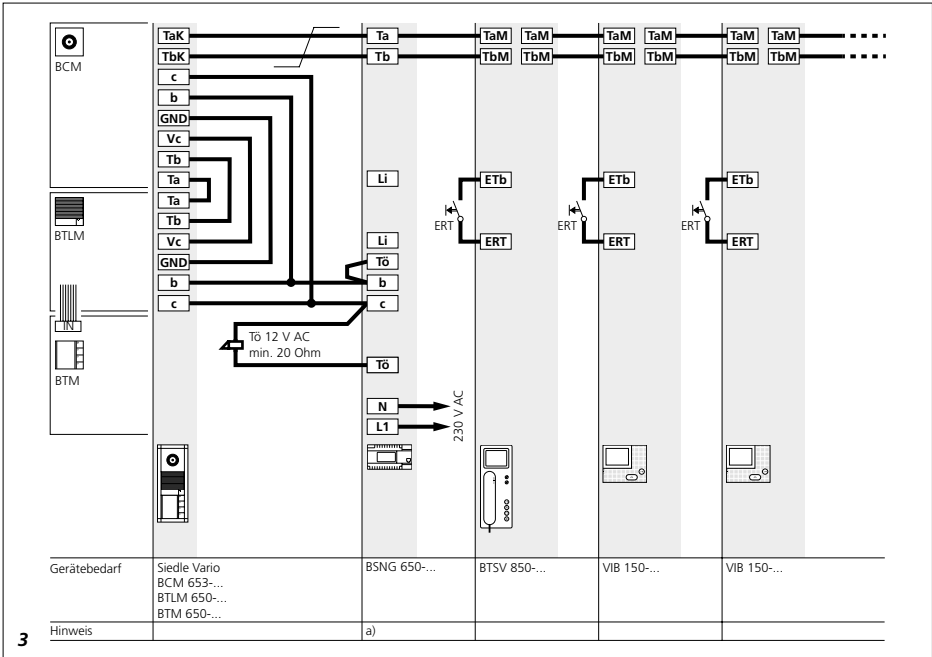 TaK Ta TaM TaM TaM TaM TaM TaM
TbK Tb TbM TbM TbM TbM TbM TbM
BCM
c
b
GND
Vc
Tb
Ta Li ETb ETb ETb
Ta
ERT ERT ERT
Tb
BTLM
Vc Li ERT ERT ERT
GND Tö
b b
c c
IN
Tö 12 V AC
min. 20 Ohm
Tö
BTM
N
L1
230 V AC
Gerätebedarf Siedle Vario BSNG 650-... BTSV 850-... VIB 150-... VIB 150-...
BCM 653-...
BTLM 650-...
BTM 650-...
Hinweis a)
3